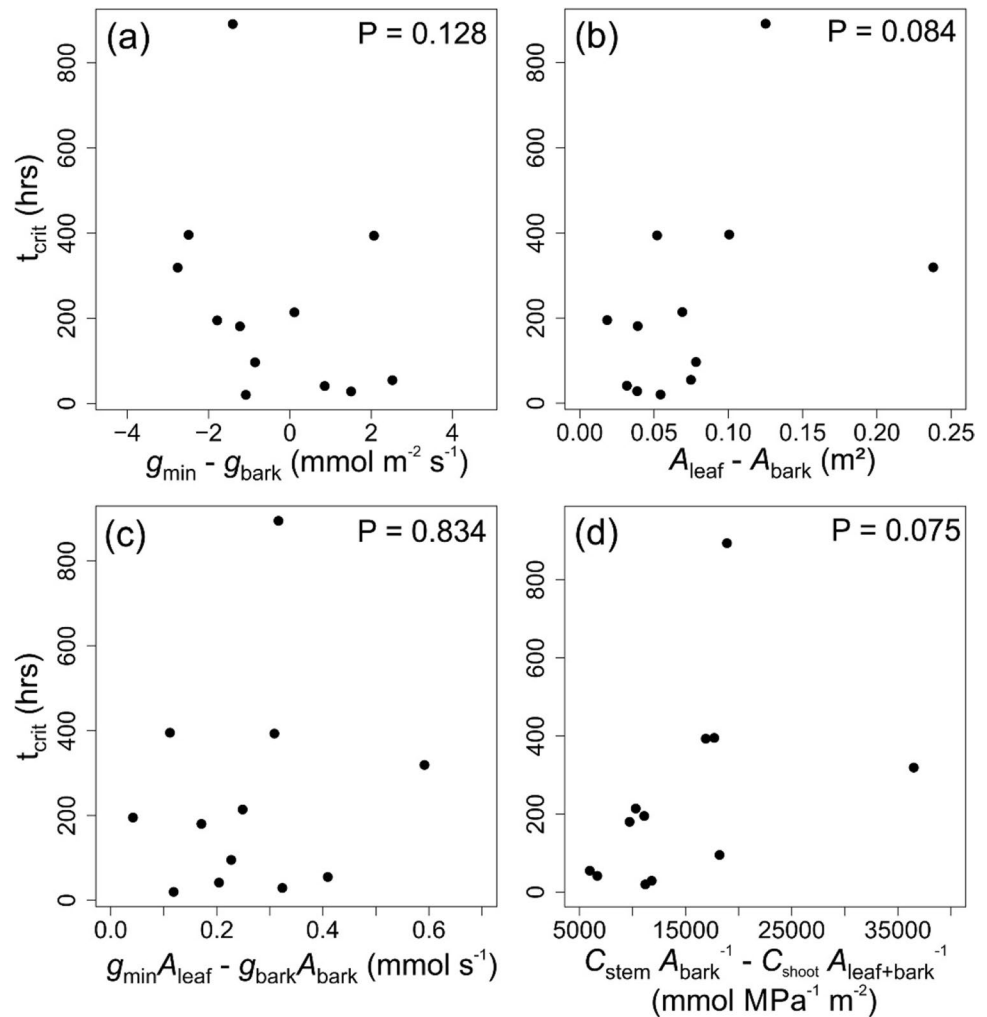 (a) P = 0.128
800
600
400
200
0
t_crit (hrs)
−4 −2 0 2 4
g_min - g_bark (mmol m⁻² s⁻¹)
(b) P = 0.084
800
600
400
200
0
0.00 0.05 0.10 0.15 0.20 0.25
A_leaf - A_bark (m²)
(c) P = 0.834
800
600
400
200
0
t_crit (hrs)
0.0 0.2 0.4 0.6
g_min A_leaf - g_bark A_bark (mmol s⁻¹)
(d) P = 0.075
800
600
400
200
0
5000 15000 25000 35000
C_stem A_bark⁻¹ - C_shoot A_leaf+bark⁻¹
(mmol MPa⁻¹ m⁻²)